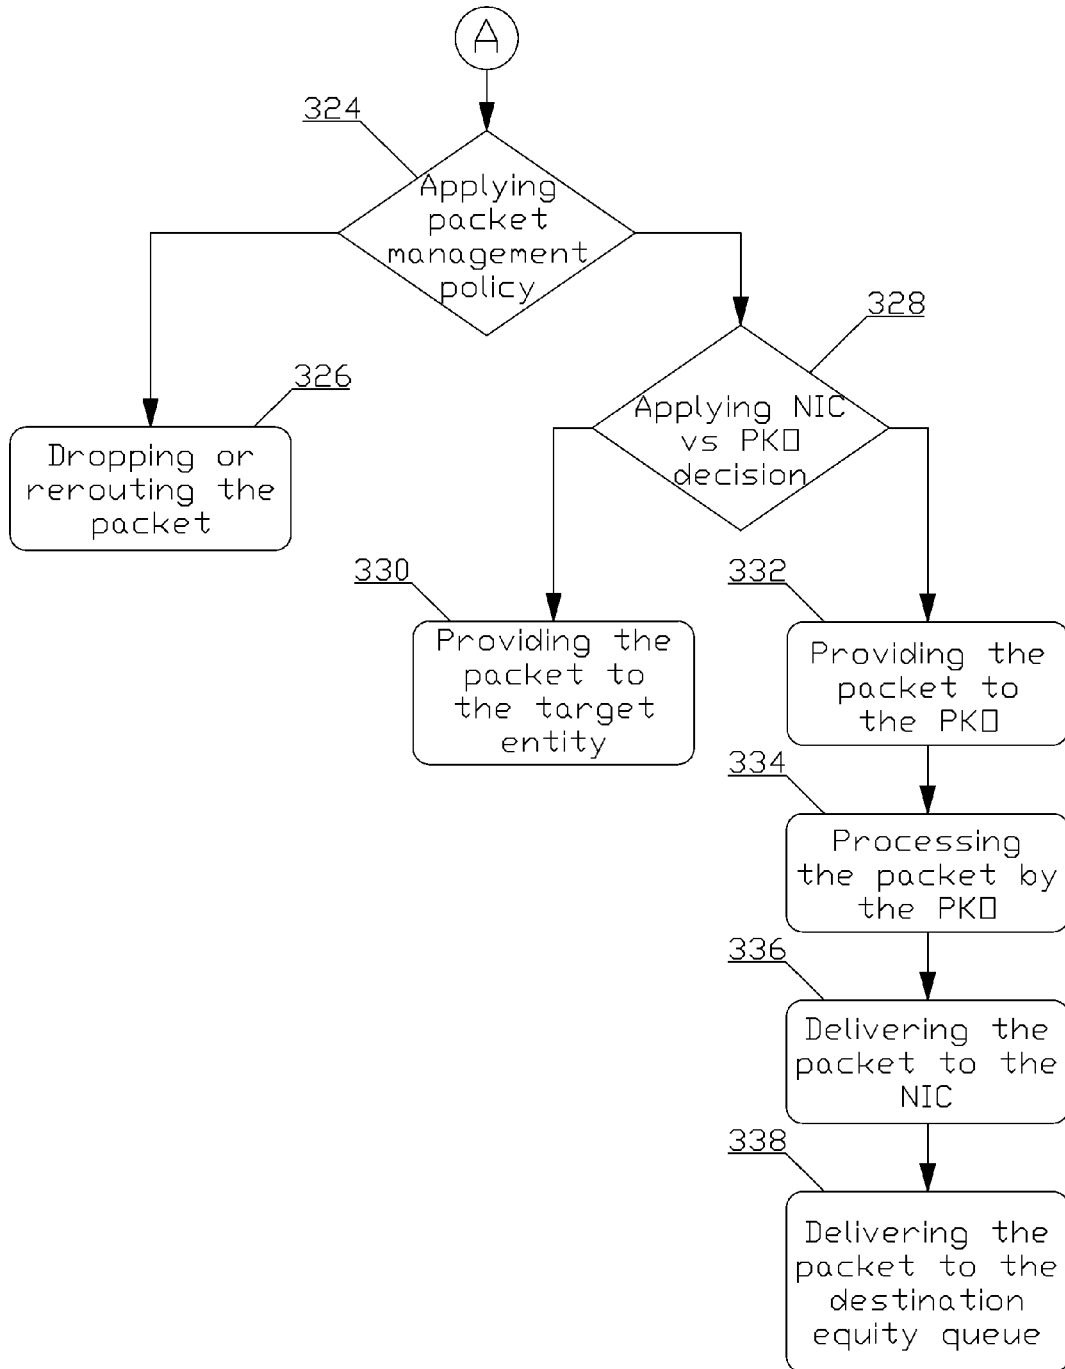 A
324
Applying
packet
management
policy
328
326
Applying NIC
vs PKO
decision
Dropping or
rerouting the
packet
330
332
Providing the
packet to
the target
entity
Providing the
packet to
the PKO
334
Processing
the packet by
the PKO
336
Delivering the
packet to the
NIC
338
Delivering the
packet to the
destination
equity queue